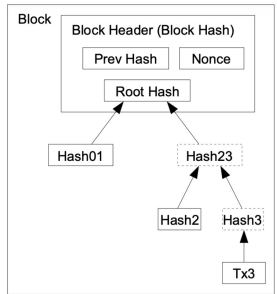 Block
Block Header (Block Hash)
Prev Hash
Nonce
Root Hash
Hash01
Hash23
Hash2
Hash3
Tx3